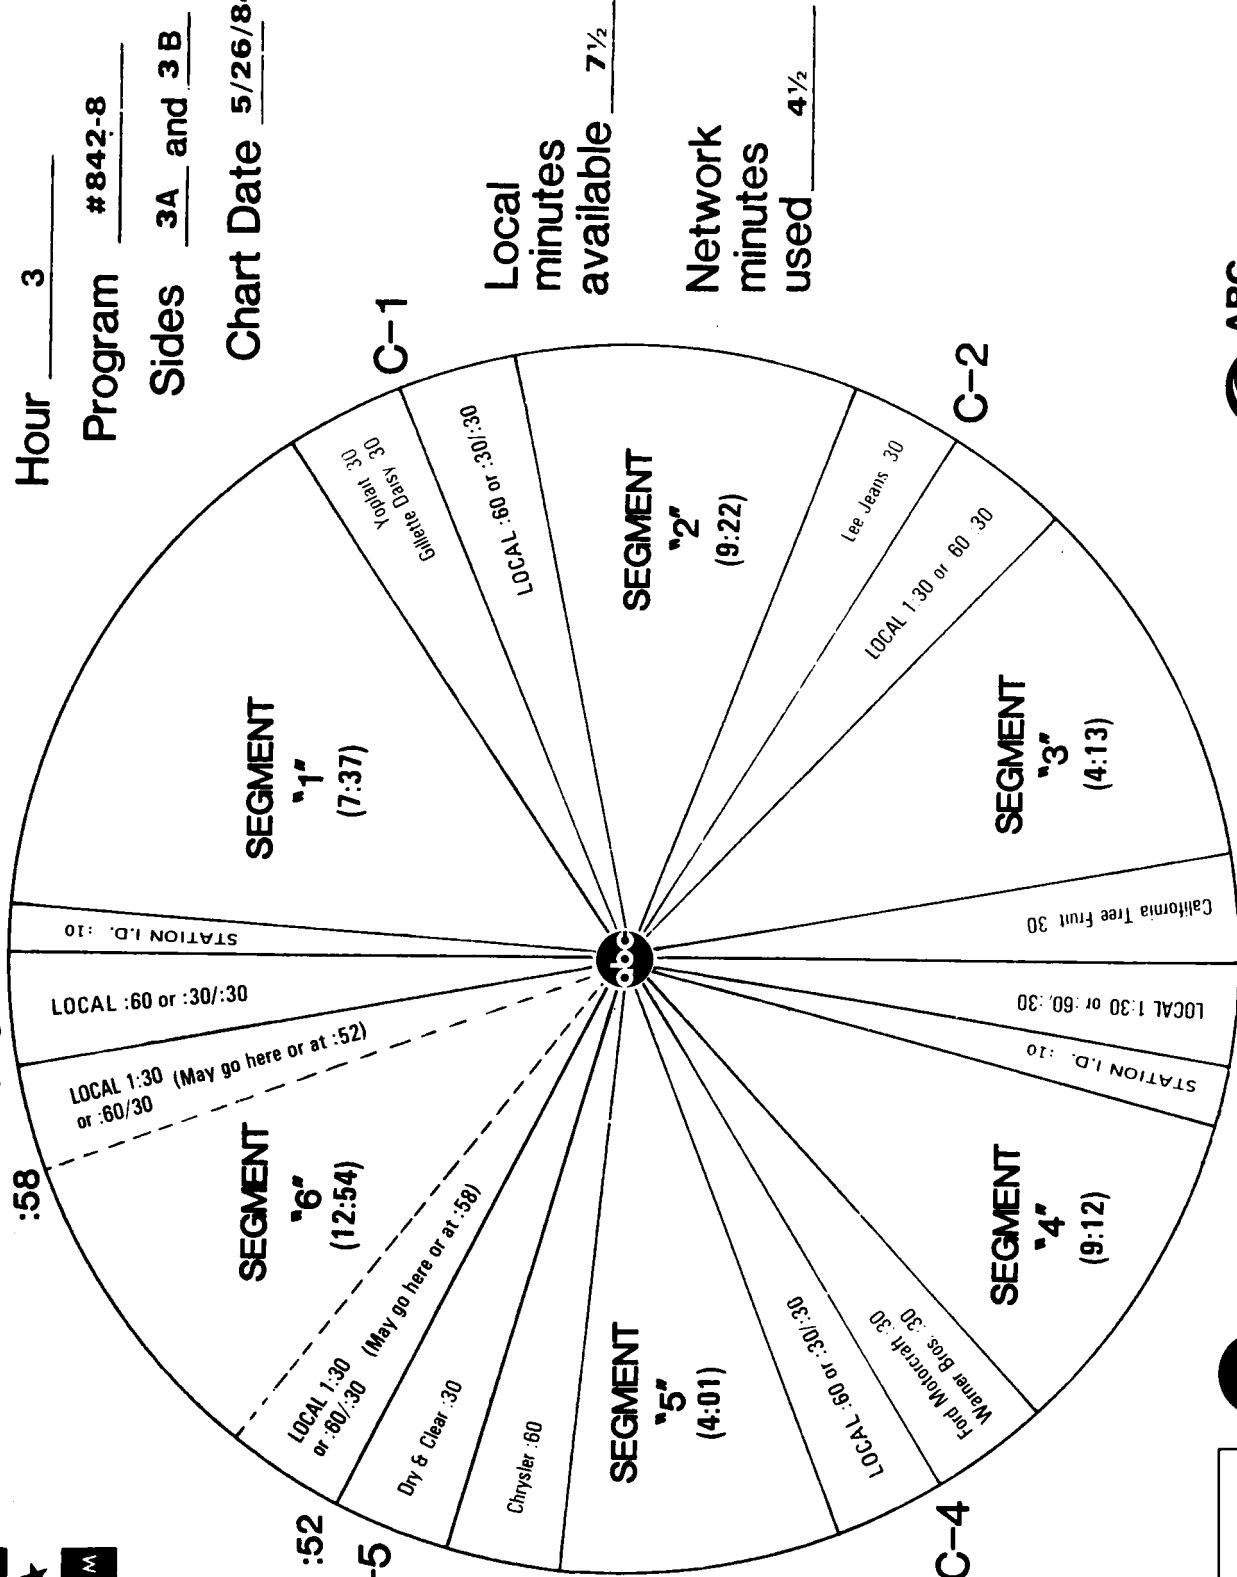 Hour 3
Program #842-8
Sides 3A and 3B
Chart Date 5/26/8
Local
minutes
available 7½
Network
minutes
used 4½
SEGMENT
"1"
(7:37)
Yoplait 30
Gillette Daisy 30
C-1
LOCAL :60 or :30/:30
SEGMENT
"2"
(9:22)
Lee Jeans 30
C-2
LOCAL 1:30 or 60 :30
SEGMENT
"3"
(4:13)
California Tree Fruit 30
LOCAL 1:30 or :60, :30
STATION I.D. :10
SEGMENT
"4"
(9:12)
Ford Motorcraft :30
Warner Bros. :30
C-4
LOCAL :60 or :30/:30
SEGMENT
"5"
(4:01)
Chrysler :60
Dry & Clear :30
-5
:52
LOCAL 1:30
or :60/:30
(May go here or at :58)
SEGMENT
"6"
(12:54)
:58
LOCAL 1:30
or :60/30
(May go here or at :52)
LOCAL :60 or :30/:30
STATION I.D. :10
abc
ABC
W